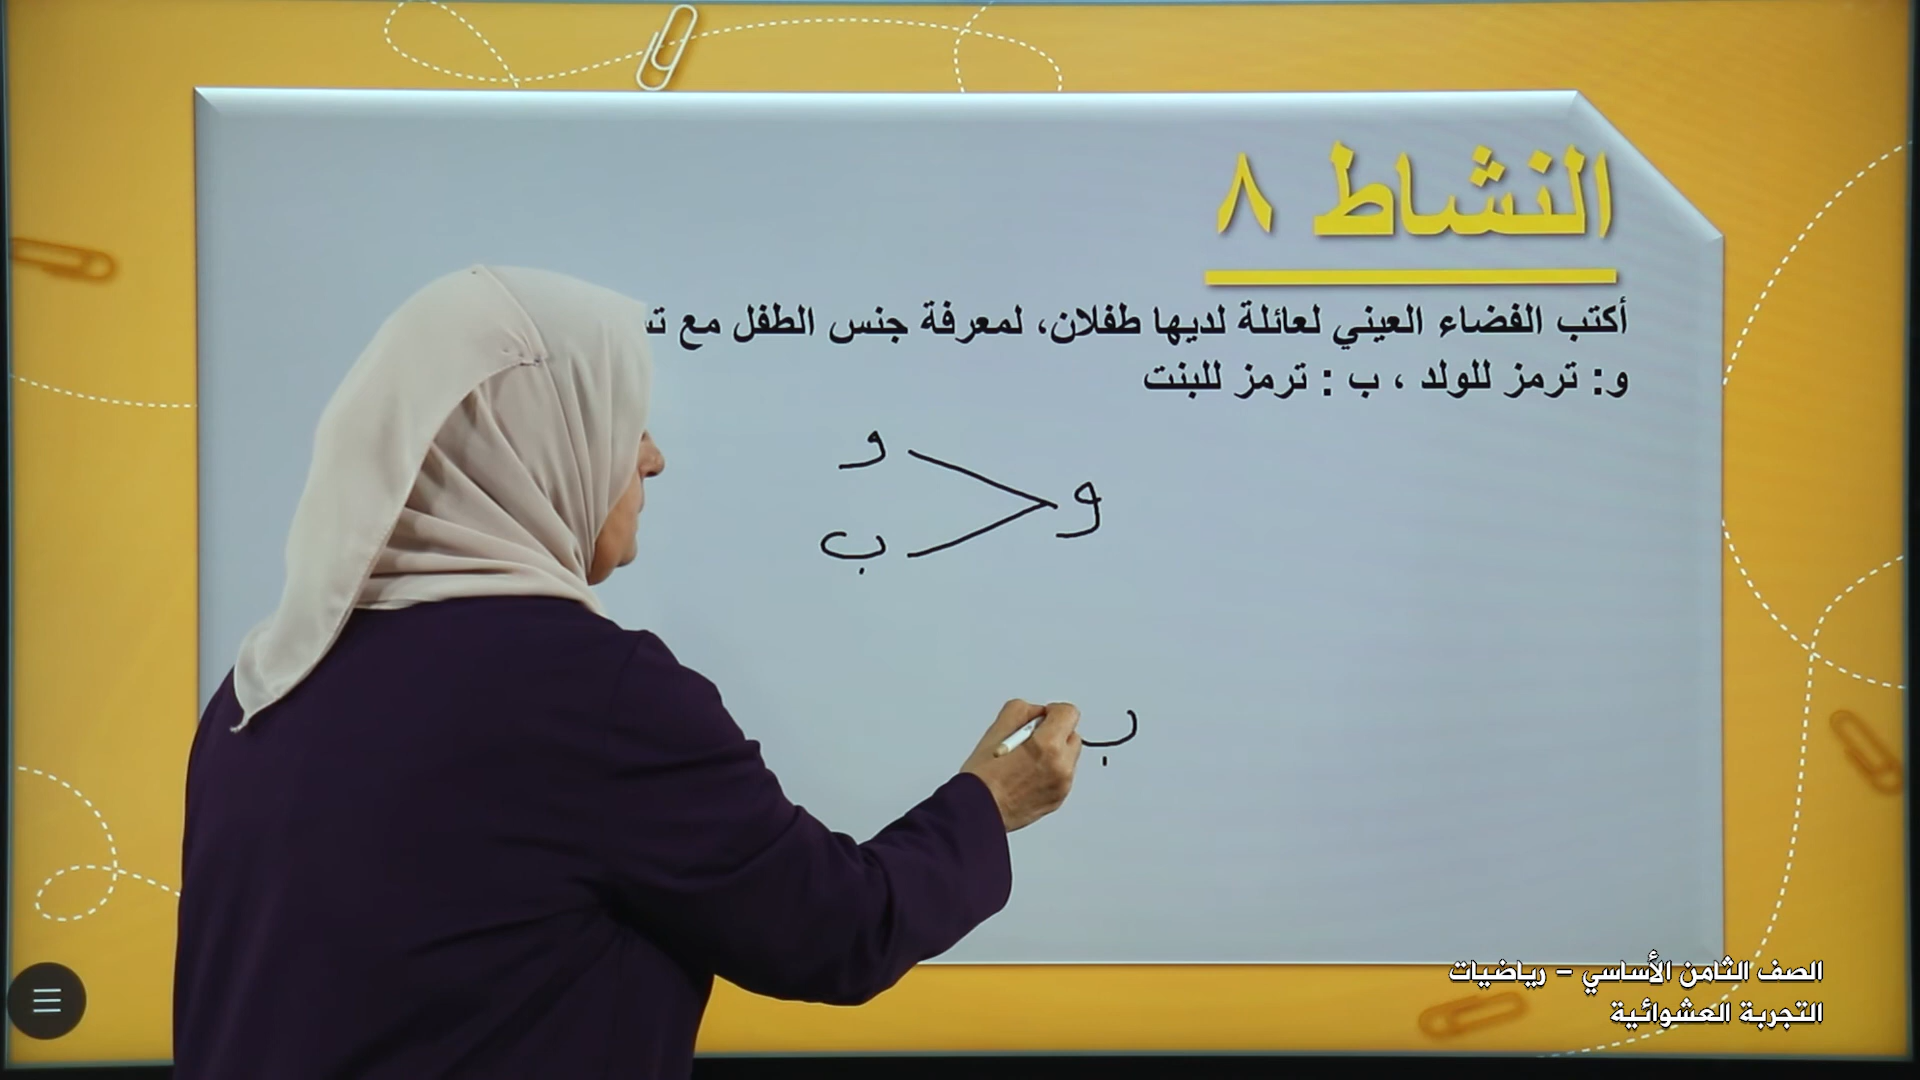 النشاط ٨
أكتب الفضاء العيني لعائلة لديها طفلان، لمعرفة جنس الطفل مع
و: ترمز للولد ، ب : ترمز للبنت
و
و
ب
ب
الصف الثامن الأساسي - رياضيات
التجربة العشوائية